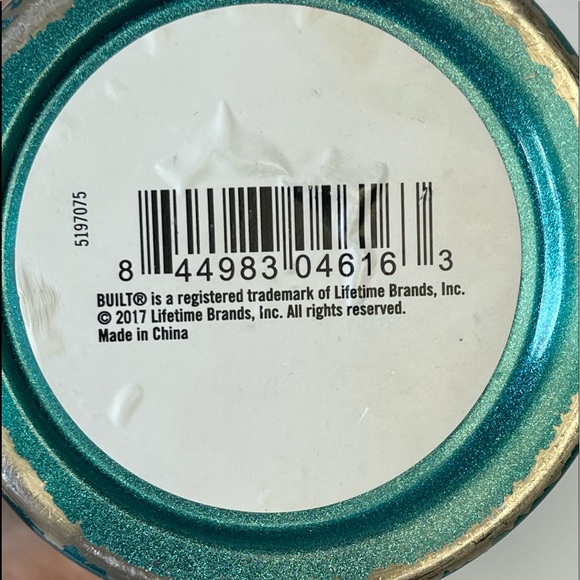 5197075
8 44983 04616 3
BUILT® is a registered trademark of Lifetime Brands, Inc.
© 2017 Lifetime Brands, Inc. All rights reserved.
Made in China